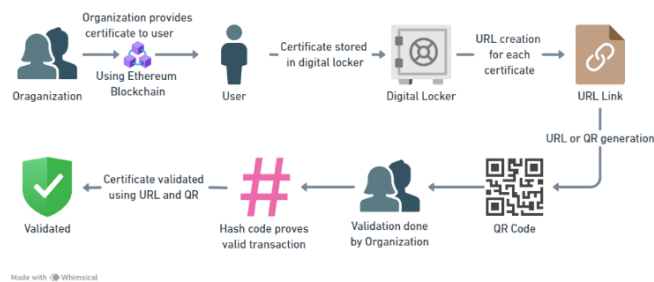 Organization provides
certificate to user
Using Ethereum
Blockchain
Oraganization
User
Certificate stored
in digital locker
Digital Locker
URL creation
for each
certificate
URL Link
URL or QR generation
QR Code
Validation done
by Organization
Hash code proves
valid transaction
Certificate validated
using URL and QR
Validated
Made with Whimsical